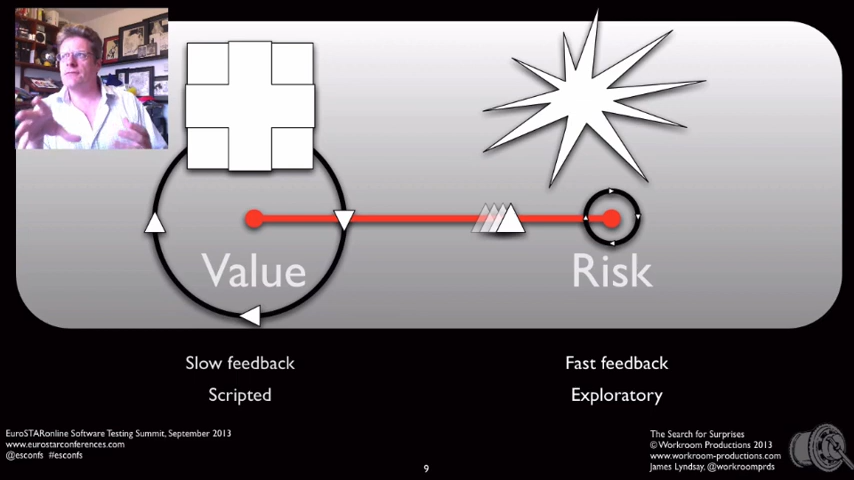 Value
Risk
Slow feedback
Fast feedback
Scripted
Exploratory
EuroSTARonline Software Testing Summit, September 2013
www.eurostarconferences.com
@esconfs #esconfs
9
The Search for Surprises
© Workroom Productions 2013
www.workroom-productions.com
James Lyndsay, @workroomprds